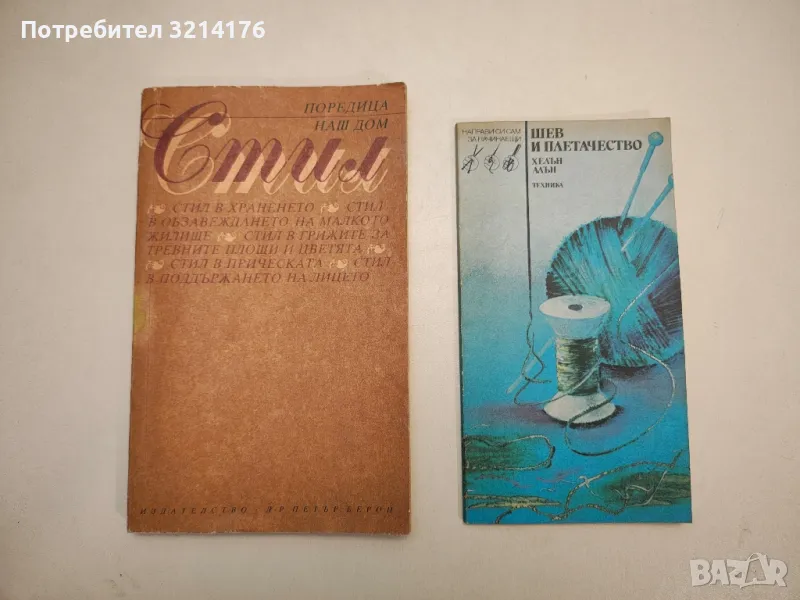 Потребител 3214176
ПОРЕДИЦА
НАШ ДОМ
Стил
СТИЛ В ХРАНЕНЕТО СТИЛ
В ОБЗАВЕЖДАНЕТО НА МАЛКОТО
ЖИЛИЩЕ СТИЛ В ГРИЖИТЕ ЗА
ТРЕВНИТЕ ПЛОЩИ И ЦВЕТЯТА
СТИЛ В ПРИЧЕСКАТА СТИЛ
В ПОДДЪРЖАНЕТО НА ЛИЦЕТО
ИЗДАТЕЛСТВО Д-Р ПЕТЪР БЕРОН
НАПРАВИ СИ САМ
ЗА НАЧИНАЕЩИ
ШЕВ
И ПЛЕТАЧЕСТВО
ХЕЛЪН
АЛЪН
ТЕХНИКА
BAZAR
bg